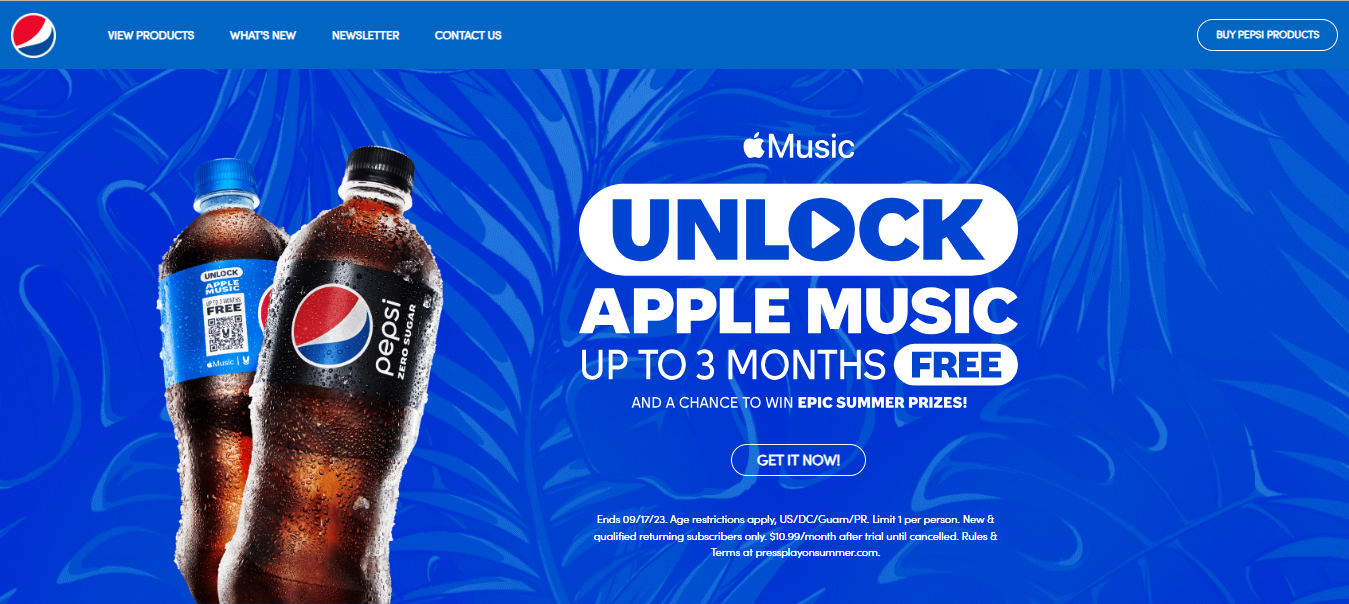 VIEW PRODUCTS
WHAT'S NEW
NEWSLETTER
CONTACT US
BUY PEPSI PRODUCTS
Music
UNLOCK
APPLE MUSIC
UP TO 3 MONTHS FREE
AND A CHANCE TO WIN EPIC SUMMER PRIZES!
GET IT NOW!
Ends 09/17/23. Age restrictions apply, US/DC/Guam/PR. Limit 1 per person. New &
qualified returning subscribers only. $10.99/month after trial until cancelled. Rules &
Terms at pressplayonsummer.com.
UNLOCK
APPLE
MUSIC
UP TO 3 MONTHS
FREE
Music
pepsi
ZERO SUGAR